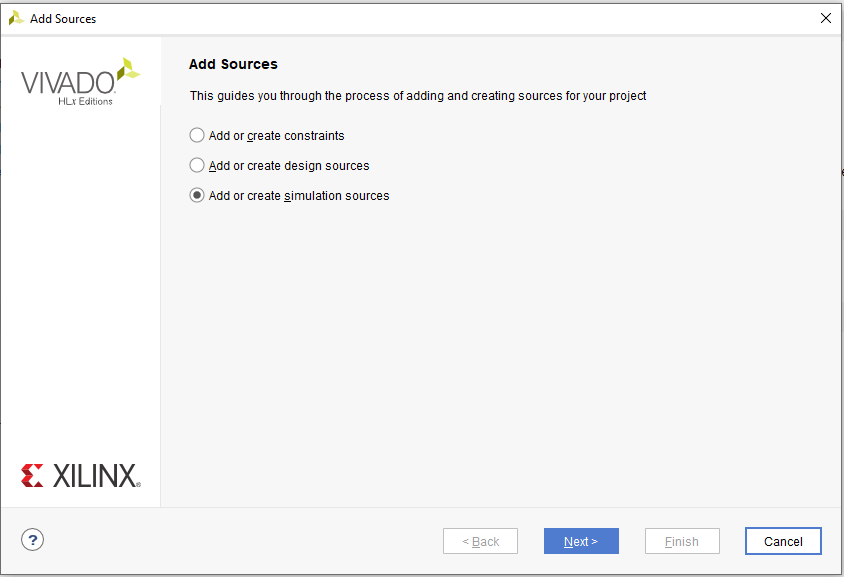 Add Sources
VIVADO
HLx Editions
Add Sources
This guides you through the process of adding and creating sources for your project
Add or create constraints
Add or create design sources
Add or create simulation sources
XILINX
?
< Back
Next >
Finish
Cancel